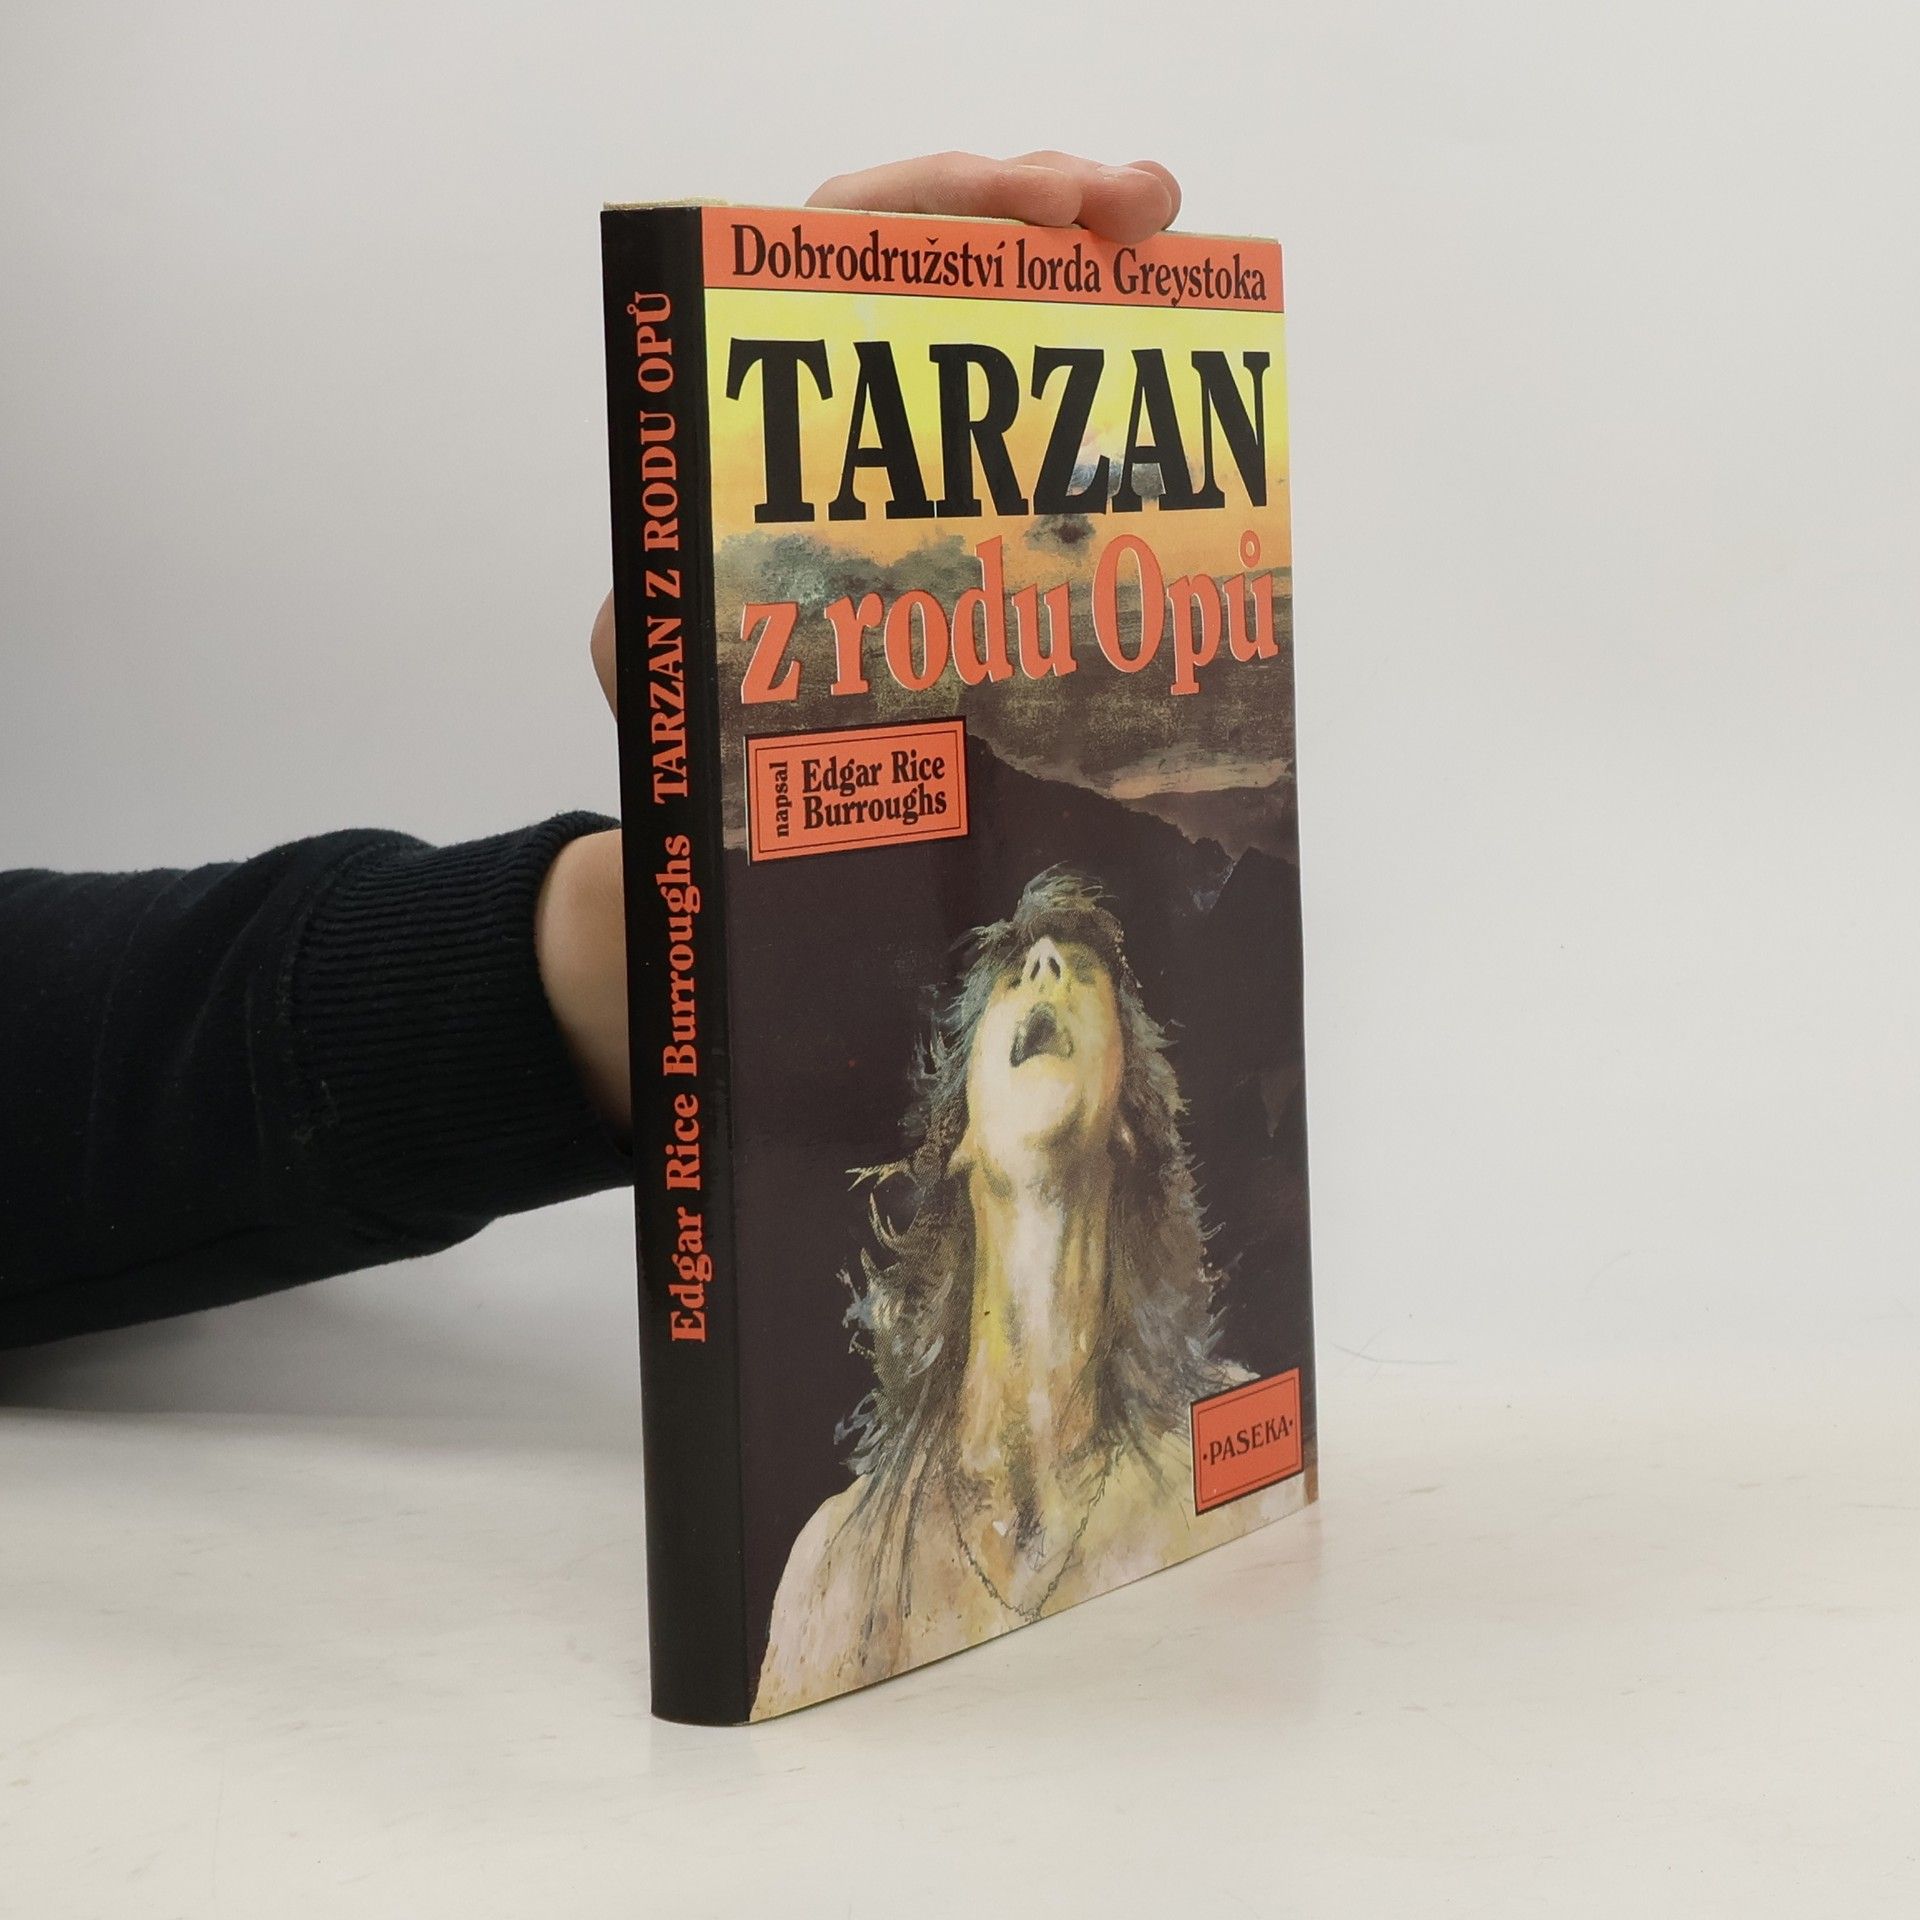 Edgar Rice Burroughs TARZAN Z RODU OPŮ
Dobrodružství lorda Greystoka
TARZAN
z rodu Opů
napsal
Edgar Rice
Burroughs
·PASEKA·